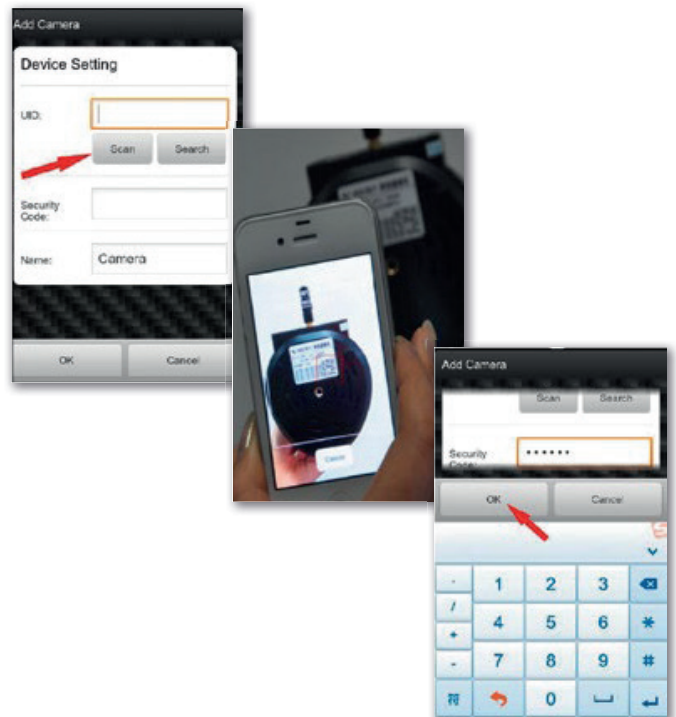 Add Camera
Device Setting
UID:
Scan Search
Security
Code:
Name: Camera
OK Cancel
Cancel
Add Camera
Scan Search
Security
Code:
OK Cancel
. 1 2 3
/ 4 5 6 *
+
- 7 8 9 #
符 0